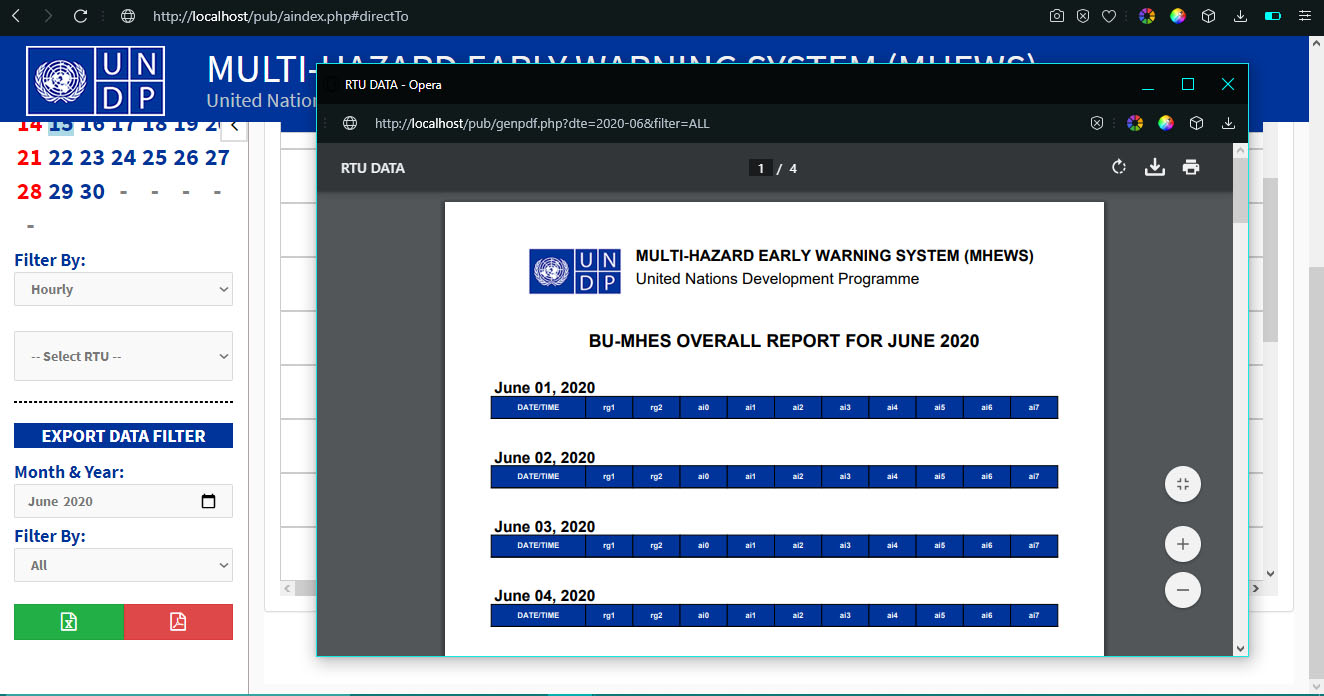 http://localhost/pub/aindex.php#directTo
UN
DP
MULTI-HAZARD EARLY WARNING SYSTEM (MHEWS)
United Nation
14 15 16 17 18 19 2
21 22 23 24 25 26 27
28 29 30 - - - -
-
Filter By:
Hourly
-- Select RTU --
EXPORT DATA FILTER
Month & Year:
June 2020
Filter By:
All
RTU DATA - Opera
http://localhost/pub/genpdf.php?dte=2020-06&filter=ALL
RTU DATA
1 / 4
UN
DP
MULTI-HAZARD EARLY WARNING SYSTEM (MHEWS)
United Nations Development Programme
BU-MHES OVERALL REPORT FOR JUNE 2020
June 01, 2020
DATE/TIME rg1 rg2 ai0 ai1 ai2 ai3 ai4 ai5 ai6 ai7
June 02, 2020
DATE/TIME rg1 rg2 ai0 ai1 ai2 ai3 ai4 ai5 ai6 ai7
June 03, 2020
DATE/TIME rg1 rg2 ai0 ai1 ai2 ai3 ai4 ai5 ai6 ai7
June 04, 2020
DATE/TIME rg1 rg2 ai0 ai1 ai2 ai3 ai4 ai5 ai6 ai7